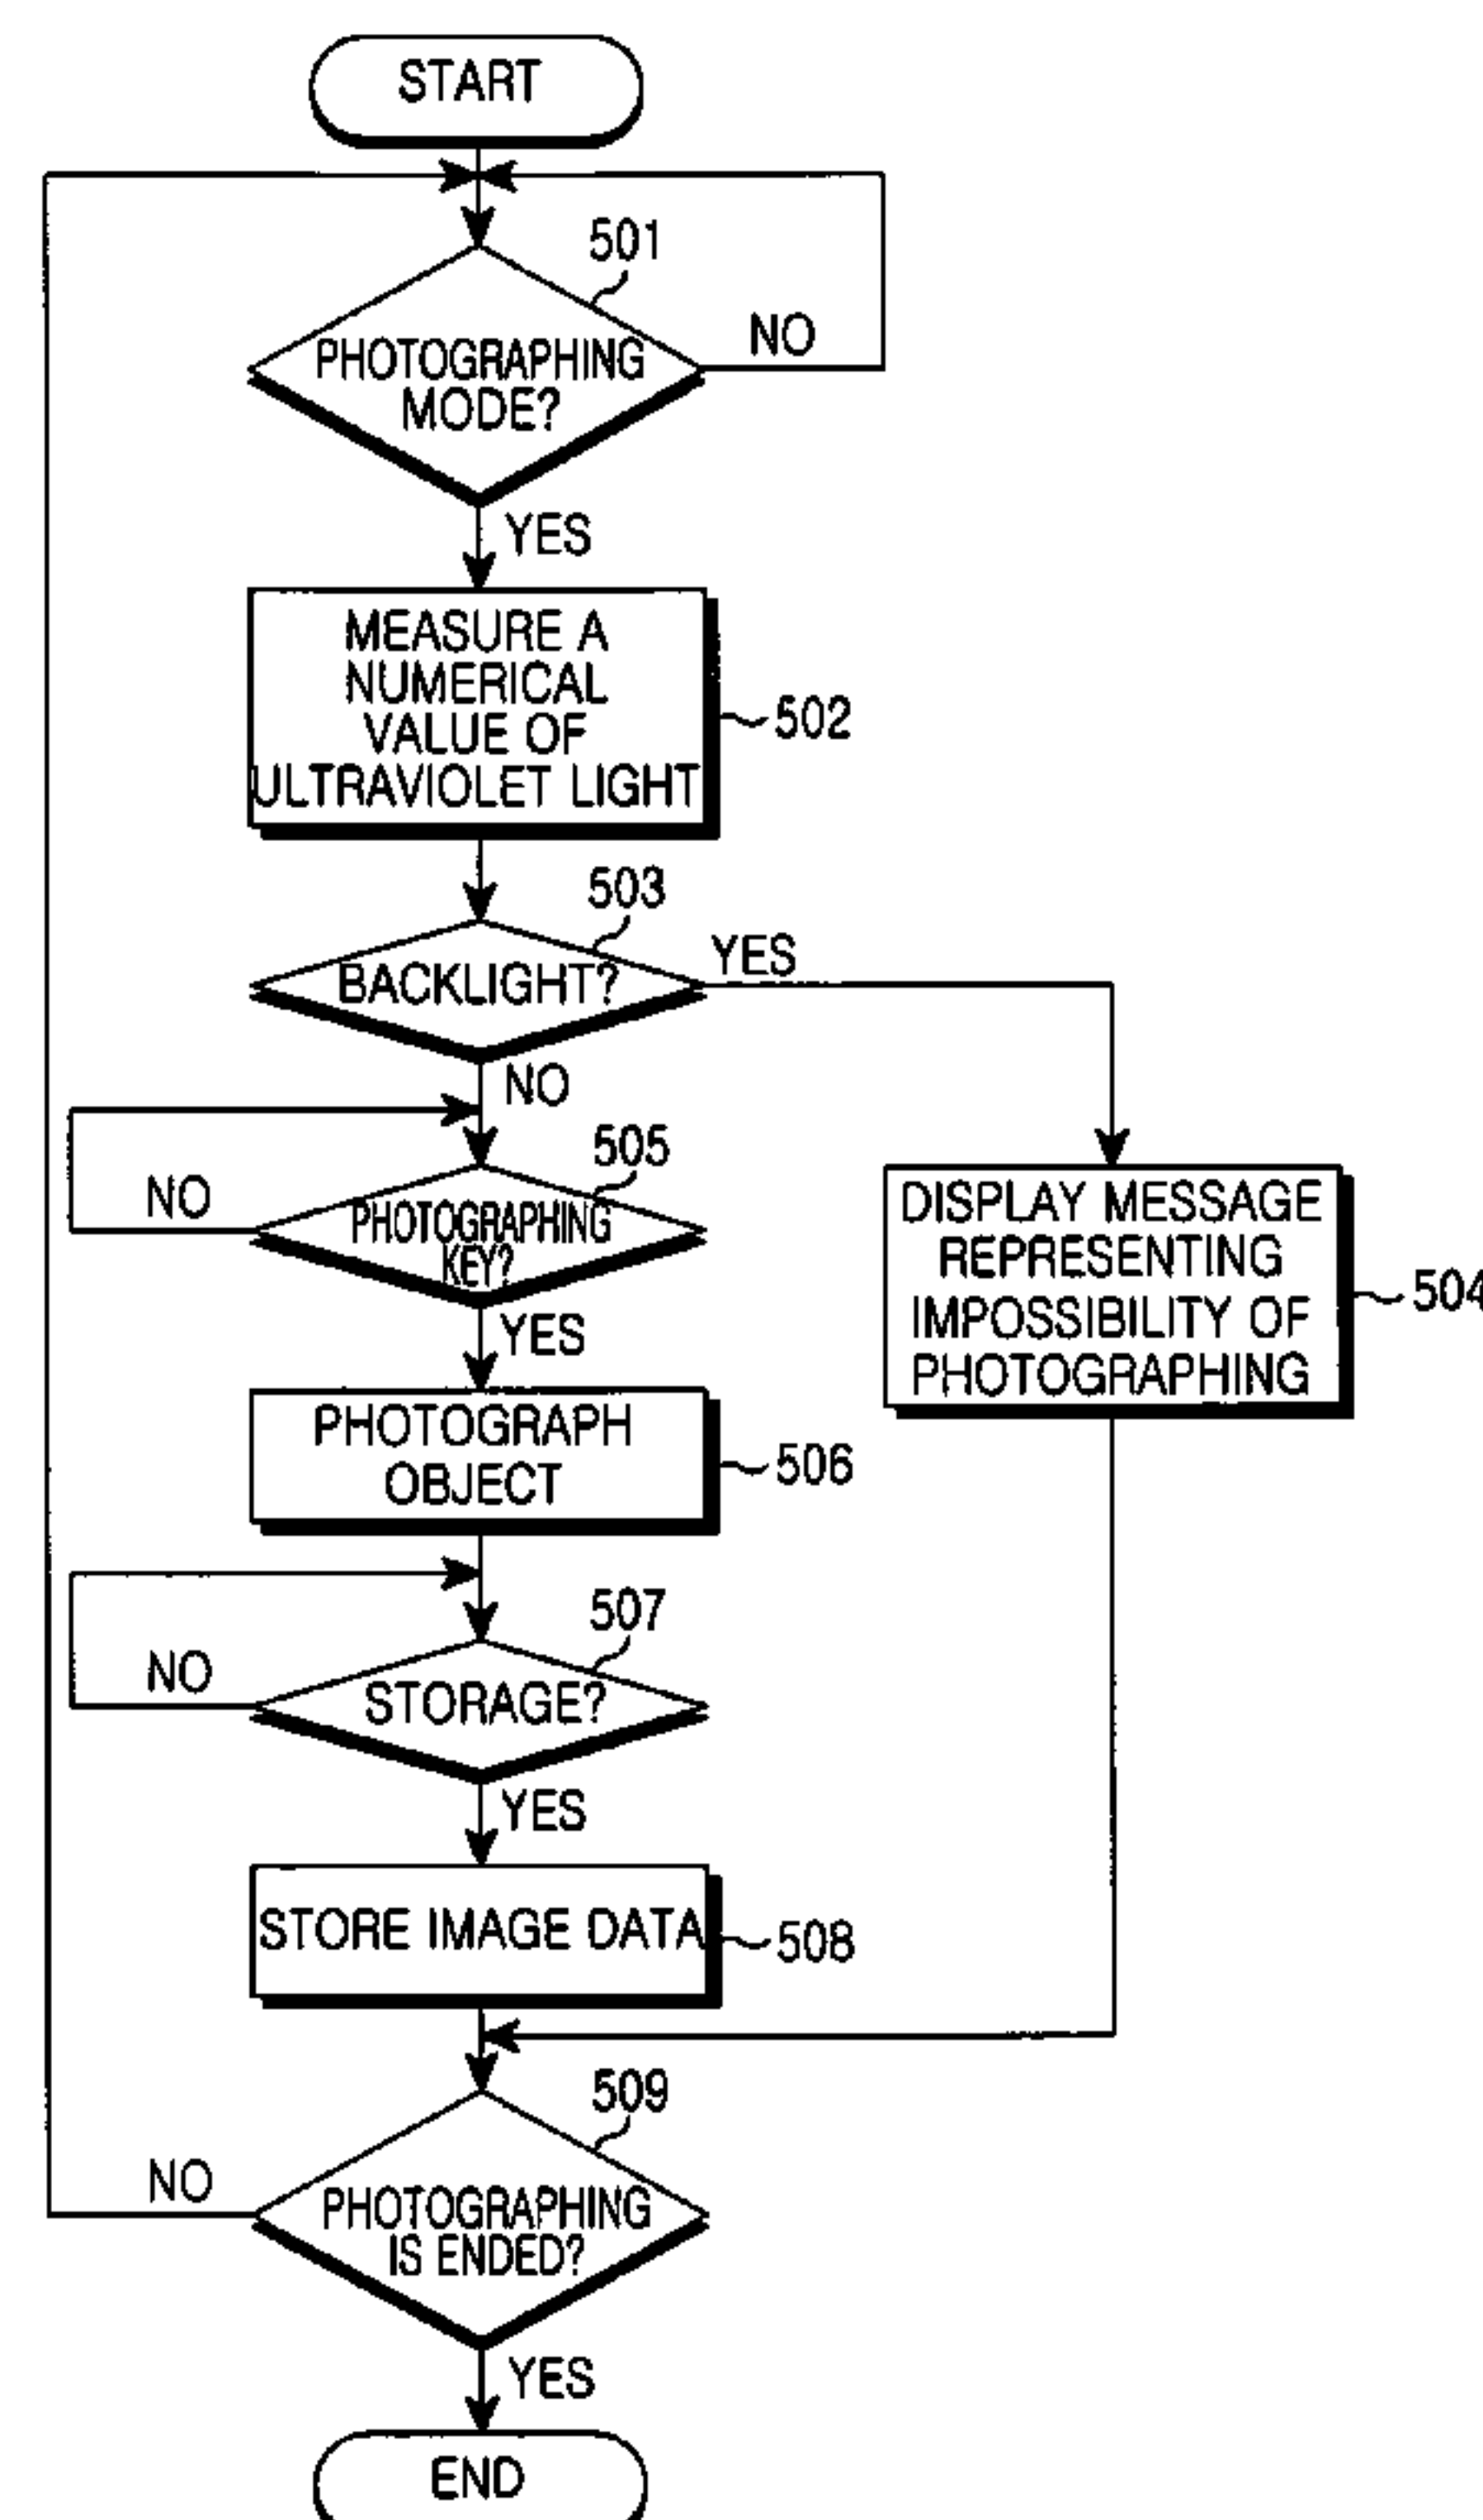 START
501
PHOTOGRAPHING
MODE?
NO
YES
MEASURE A
NUMERICAL
VALUE OF
ULTRAVIOLET LIGHT
502
503
BACKLIGHT?
YES
NO
505
PHOTOGRAPHING
KEY?
NO
YES
DISPLAY MESSAGE
REPRESENTING
IMPOSSIBILITY OF
PHOTOGRAPHING
504
PHOTOGRAPH
OBJECT
506
507
STORAGE?
NO
YES
STORE IMAGE DATA
508
509
PHOTOGRAPHING
IS ENDED?
NO
YES
END